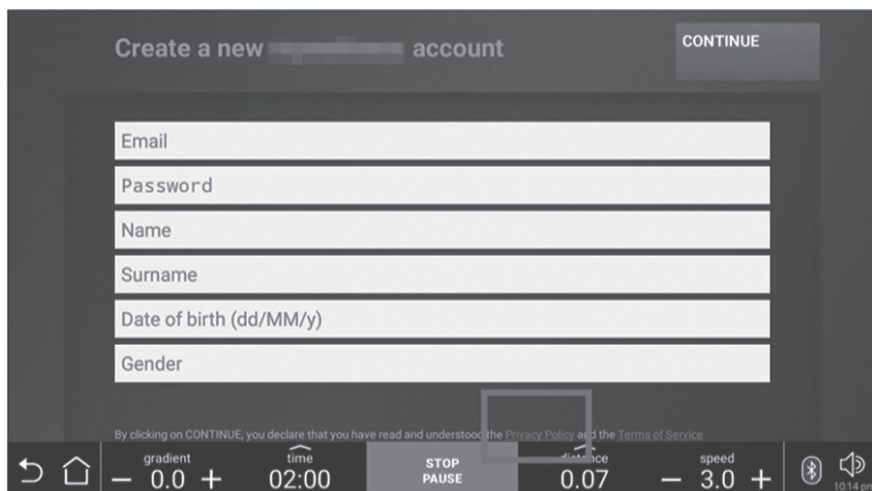 Create a new account
CONTINUE
Email
Password
Name
Surname
Date of birth (dd/MM/y)
Gender
By clicking on CONTINUE, you declare that you have read and understood the Privacy Policy and the Terms of Service
gradient
− 0.0 +
time
02:00
STOP
PAUSE
distance
0.07
speed
− 3.0 +
10:14 pm